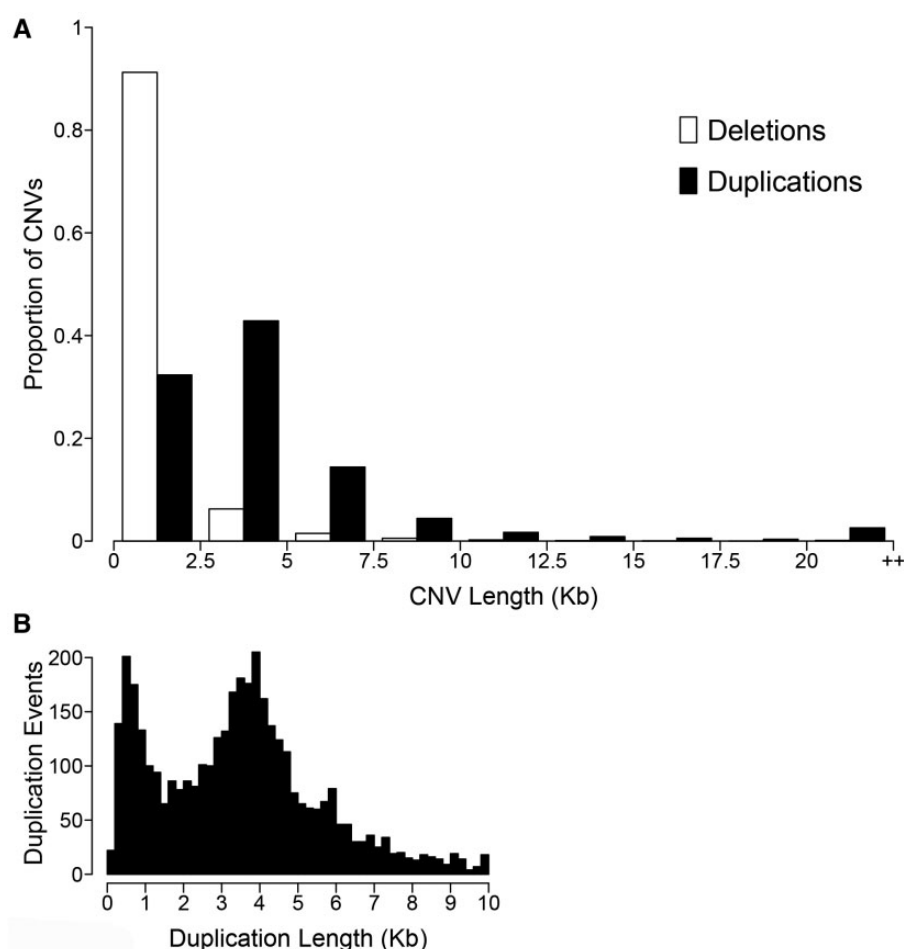 A
1
0.8
0.6
0.4
0.2
0
Proportion of CNVs
Deletions
Duplications
0 2.5 5 7.5 10 12.5 15 17.5 20 ++
CNV Length (Kb)
B
200
150
100
50
0
Duplication Events
0 1 2 3 4 5 6 7 8 9 10
Duplication Length (Kb)